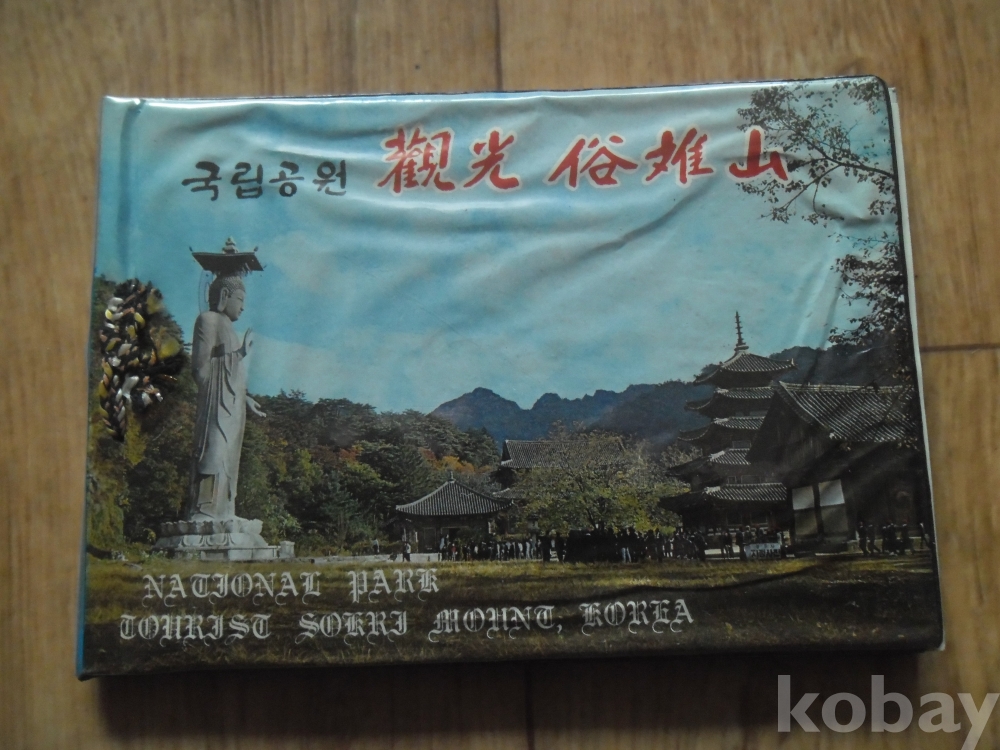 국립공원 觀光 俗離山
NATIONAL PARK
TOURIST SOKRI MOUNT, KOREA
kobay